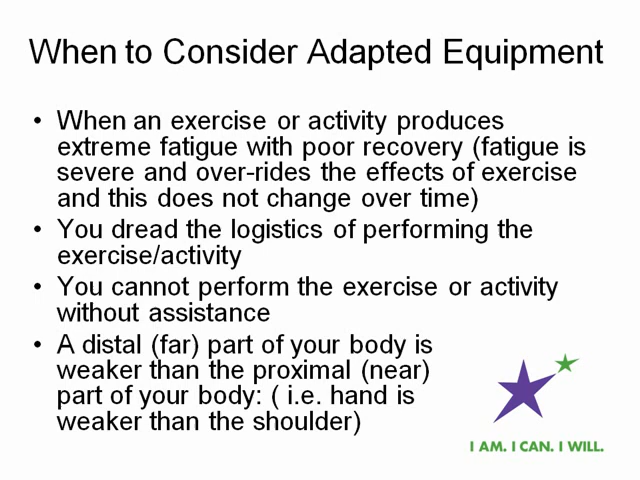 When to Consider Adapted Equipment
• When an exercise or activity produces
extreme fatigue with poor recovery (fatigue is
severe and over-rides the effects of exercise
and this does not change over time)
• You dread the logistics of performing the
exercise/activity
• You cannot perform the exercise or activity
without assistance
• A distal (far) part of your body is
weaker than the proximal (near)
part of your body: ( i.e. hand is
weaker than the shoulder)
I AM. I CAN. I WILL.